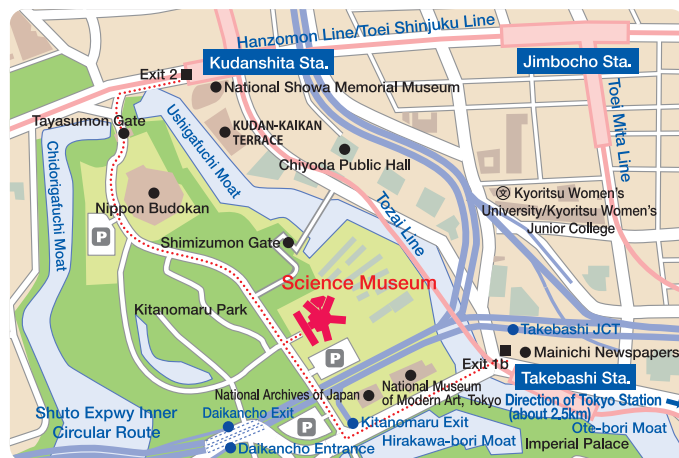 Hanzomon Line/Toei Shinjuku Line
Kudanshita Sta.
Jimbocho Sta.
Exit 2
National Showa Memorial Museum
Toei Mita Line
Tayasumon Gate
Ushigafuchi Moat
KUDAN-KAIKAN
TERRACE
Chiyoda Public Hall
Chidorigafuchi Moat
Nippon Budokan
Tozai Line
文 Kyoritsu Women's
University/Kyoritsu Women's
Junior College
P
Shimizumon Gate
Science Museum
Kitanomaru Park
Takebashi JCT
P
Exit 1b
Mainichi Newspapers
Takebashi Sta.
National Archives of Japan
National Museum
of Modern Art, Tokyo
Direction of Tokyo Station
(about 2.5km)
Shuto Expwy Inner
Circular Route
Daikancho Exit
P
Kitanomaru Exit
Ote-bori Moat
Daikancho Entrance
Hirakawa-bori Moat
Imperial Palace